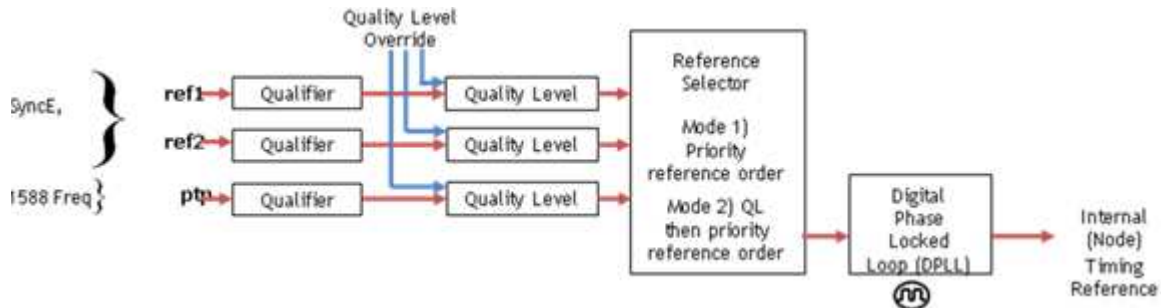 Quality Level
Override
SyncE,
ref1
Qualifier
Quality Level
ref2
Qualifier
Quality Level
1588 Freq
ptp
Qualifier
Quality Level
Reference
Selector
Mode 1)
Priority
reference order
Mode 2) QL
then priority
reference order
Digital
Phase
Locked
Loop (DPLL)
Internal
(Node)
Timing
Reference